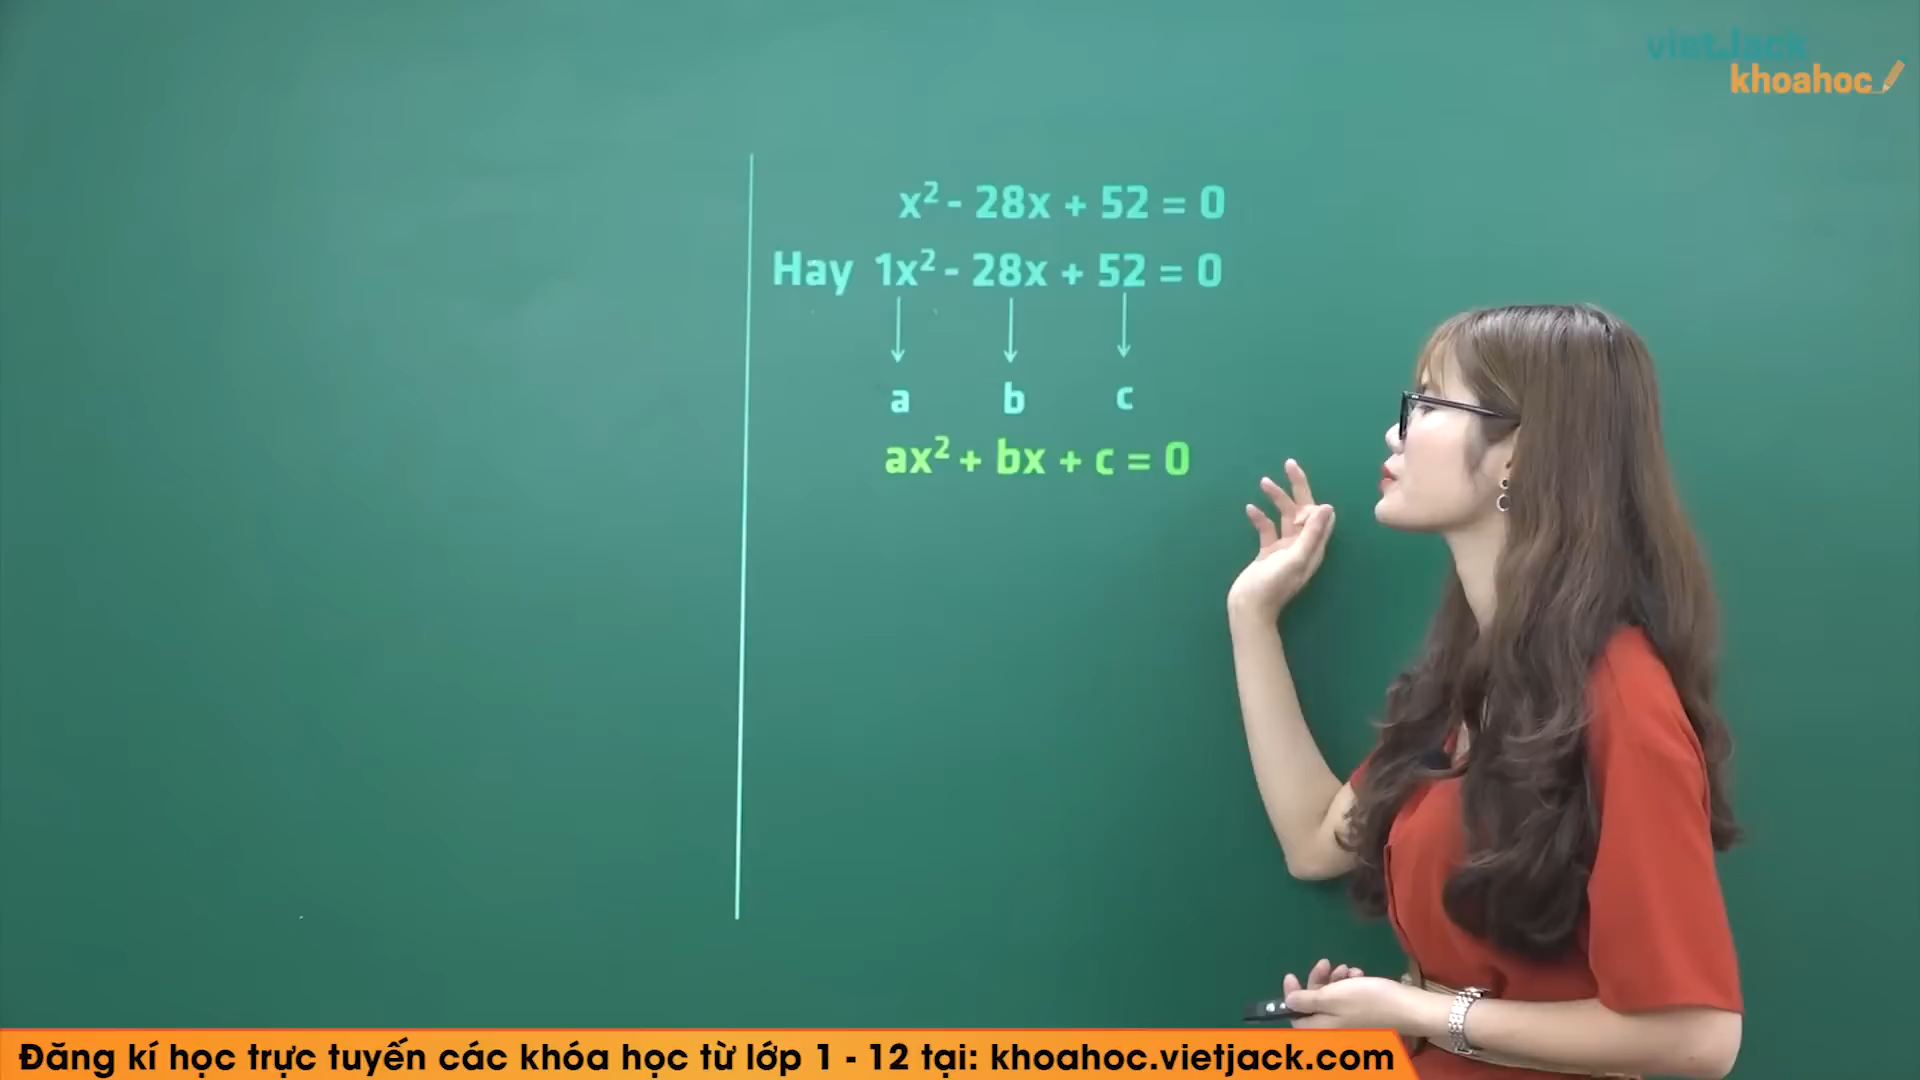 vietJack
khoahoc
x² - 28x + 52 = 0
Hay 1x² - 28x + 52 = 0
a b c
ax² + bx + c = 0
Đăng kí học trực tuyến các khóa học từ lớp 1 - 12 tại: khoahoc.vietjack.com